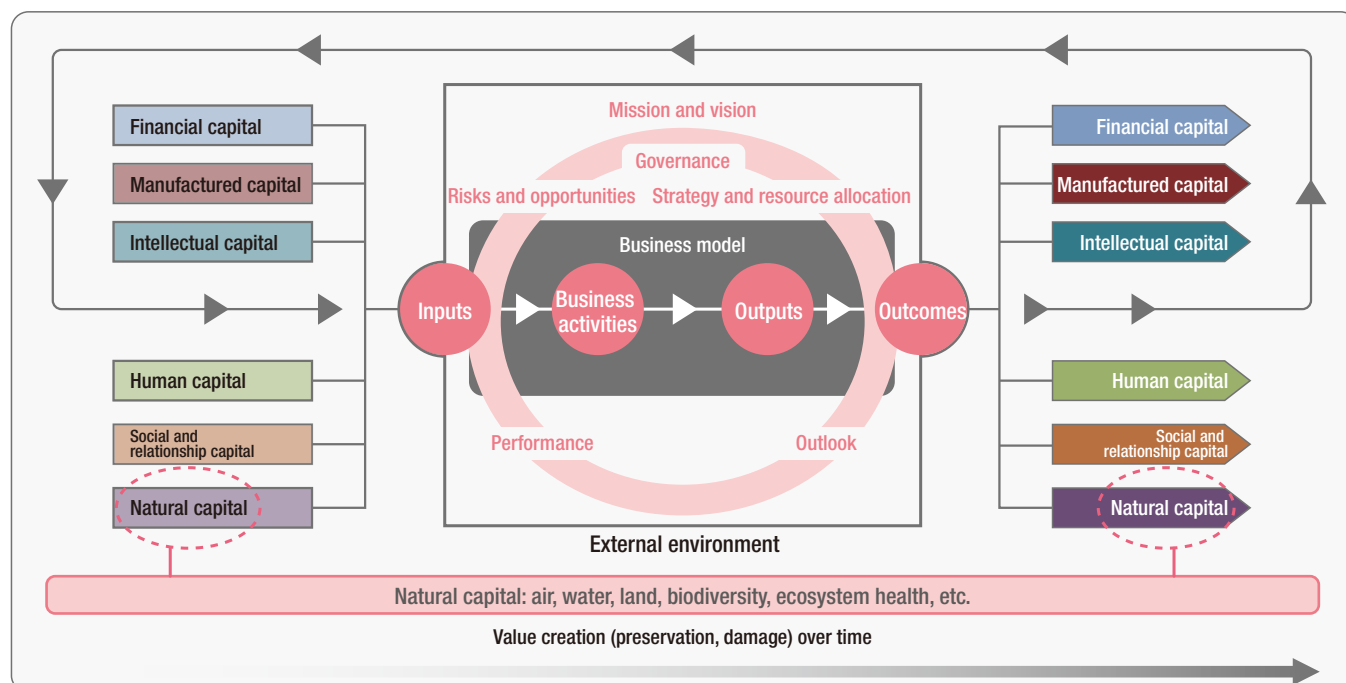 Financial capital
Manufactured capital
Intellectual capital
Human capital
Social and
relationship capital
Natural capital
Mission and vision
Governance
Risks and opportunities
Strategy and resource allocation
Business model
Inputs
Business
activities
Outputs
Outcomes
Performance
Outlook
External environment
Financial capital
Manufactured capital
Intellectual capital
Human capital
Social and
relationship capital
Natural capital
Natural capital: air, water, land, biodiversity, ecosystem health, etc.
Value creation (preservation, damage) over time